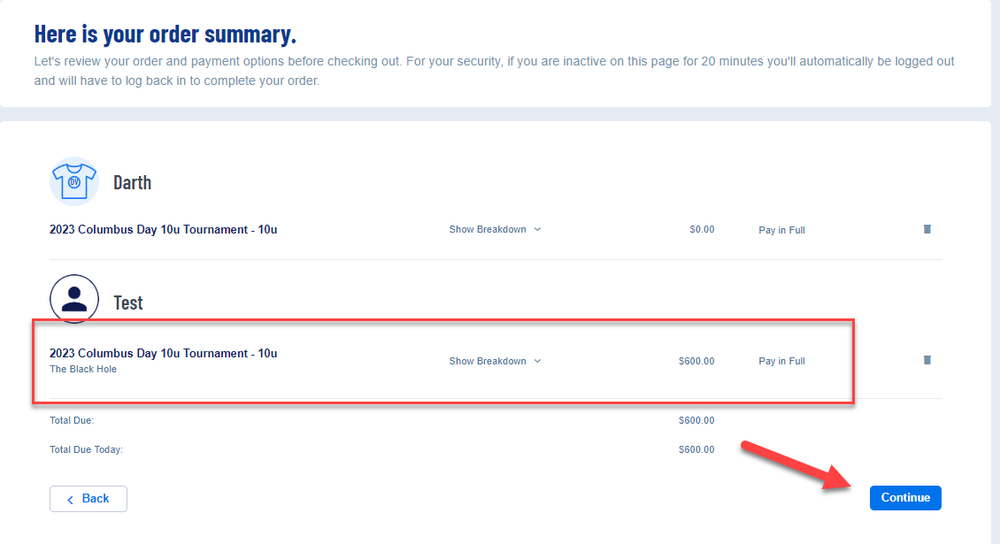 Here is your order summary.
Let's review your order and payment options before checking out. For your security, if you are inactive on this page for 20 minutes you'll automatically be logged out
and will have to log back in to complete your order.
DV
Darth
2023 Columbus Day 10u Tournament - 10u Show Breakdown $0.00 Pay in Full
Test
2023 Columbus Day 10u Tournament - 10u Show Breakdown $600.00 Pay in Full
The Black Hole
Total Due: $600.00
Total Due Today: $600.00
Back Continue